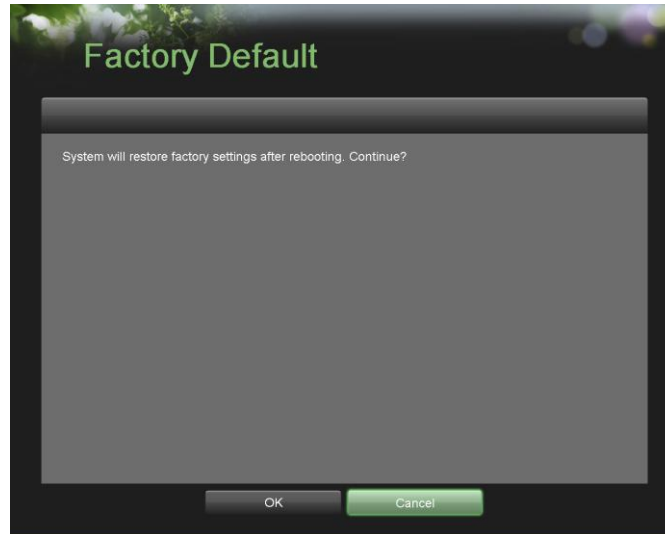 Factory Default
System will restore factory settings after rebooting. Continue?
OK
Cancel